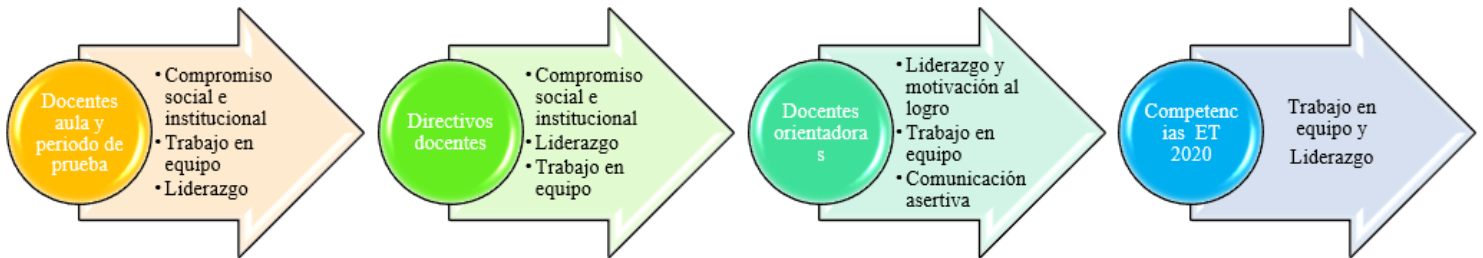 Docentes
aula y
periodo de
prueba
• Compromiso
social e
institucional
• Trabajo en
equipo
• Liderazgo
Directivos
docentes
• Compromiso
social e
institucional
• Liderazgo
• Trabajo en
equipo
Docentes
orientadora
s
• Liderazgo y
motivación al
logro
• Trabajo en
equipo
• Comunicación
asertiva
Competenc
ias ET
2020
Trabajo en
equipo y
Liderazgo